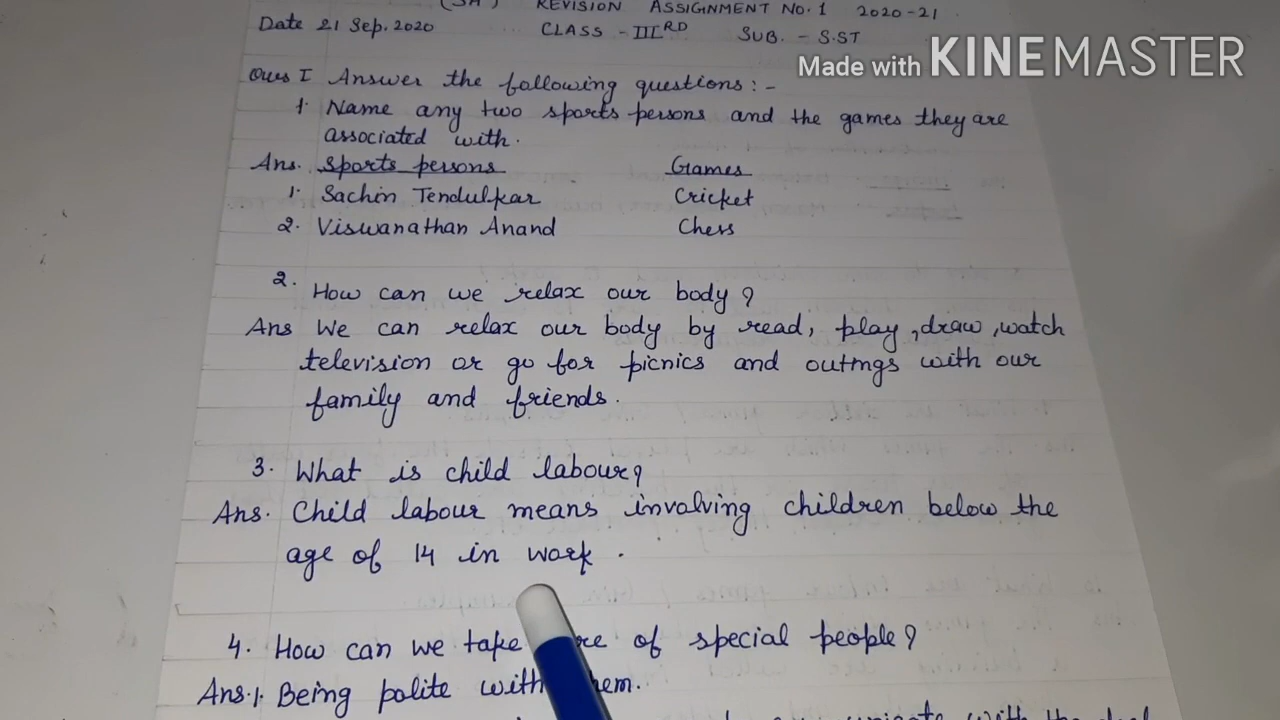 REVISION ASSIGNMENT NO. 1 2020-21
Date 21 Sep. 2020 CLASS - IIIRD SUB. - S.ST
Made with KINEMASTER
Ques I Answer the following questions :-
1. Name any two sports persons and the games they are
associated with.
Ans. Sports persons Games
1. Sachin Tendulkar Cricket
2. Viswanathan Anand Chess
2.
How can we relax our body?
Ans We can relax our body by read, play, draw, watch
television or go for picnics and outings with our
family and friends.
3. What is child labour?
Ans. Child labour means involving children below the
age of 14 in work.
4. How can we take of special people?
Ans. 1. Being polite with
with the